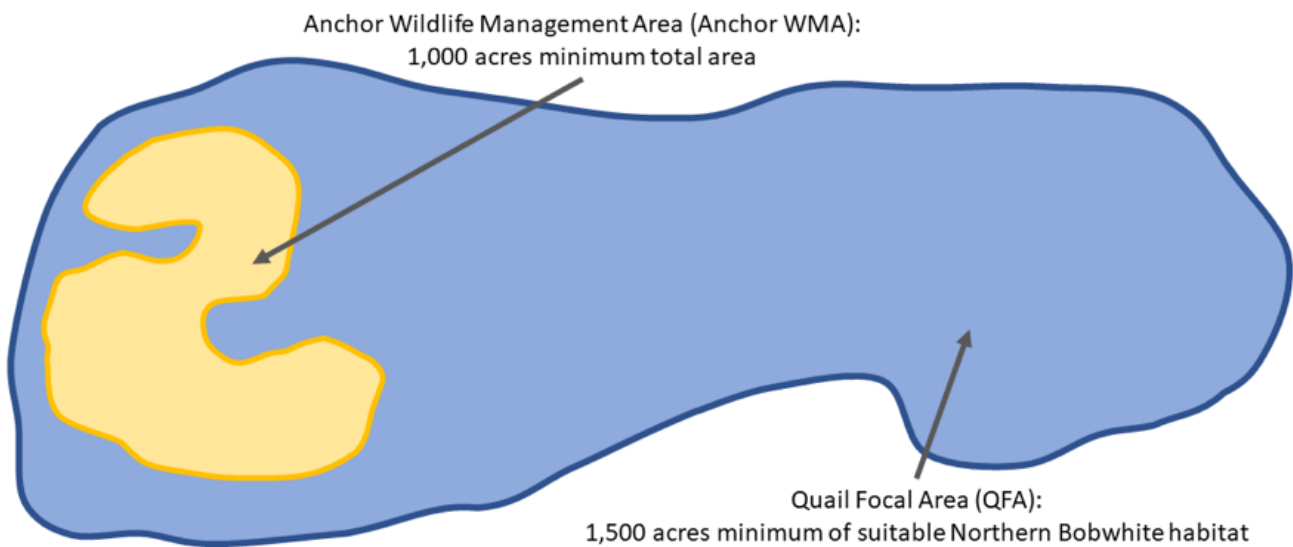 Anchor Wildlife Management Area (Anchor WMA):
1,000 acres minimum total area
Quail Focal Area (QFA):
1,500 acres minimum of suitable Northern Bobwhite habitat